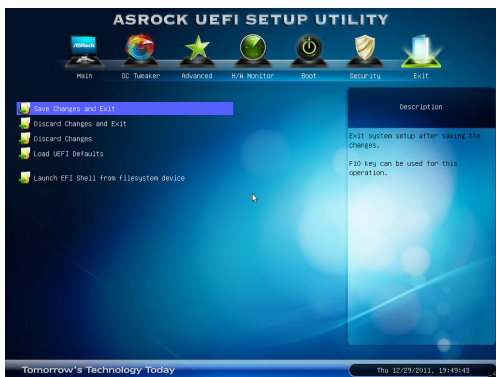 ASROCK UEFI SETUP UTILITY
ASRock
Main
OC Tweaker
Advanced
H/W Monitor
Boot
Security
Exit
Save Changes and Exit
Discard Changes and Exit
Discard Changes
Load UEFI Defaults
Launch EFI Shell from filesystem device
Description
Exit system setup after saving the
changes.
F10 key can be used for this
operation.
Tomorrow's Technology Today
Thu 12/29/2011, 19:49:43